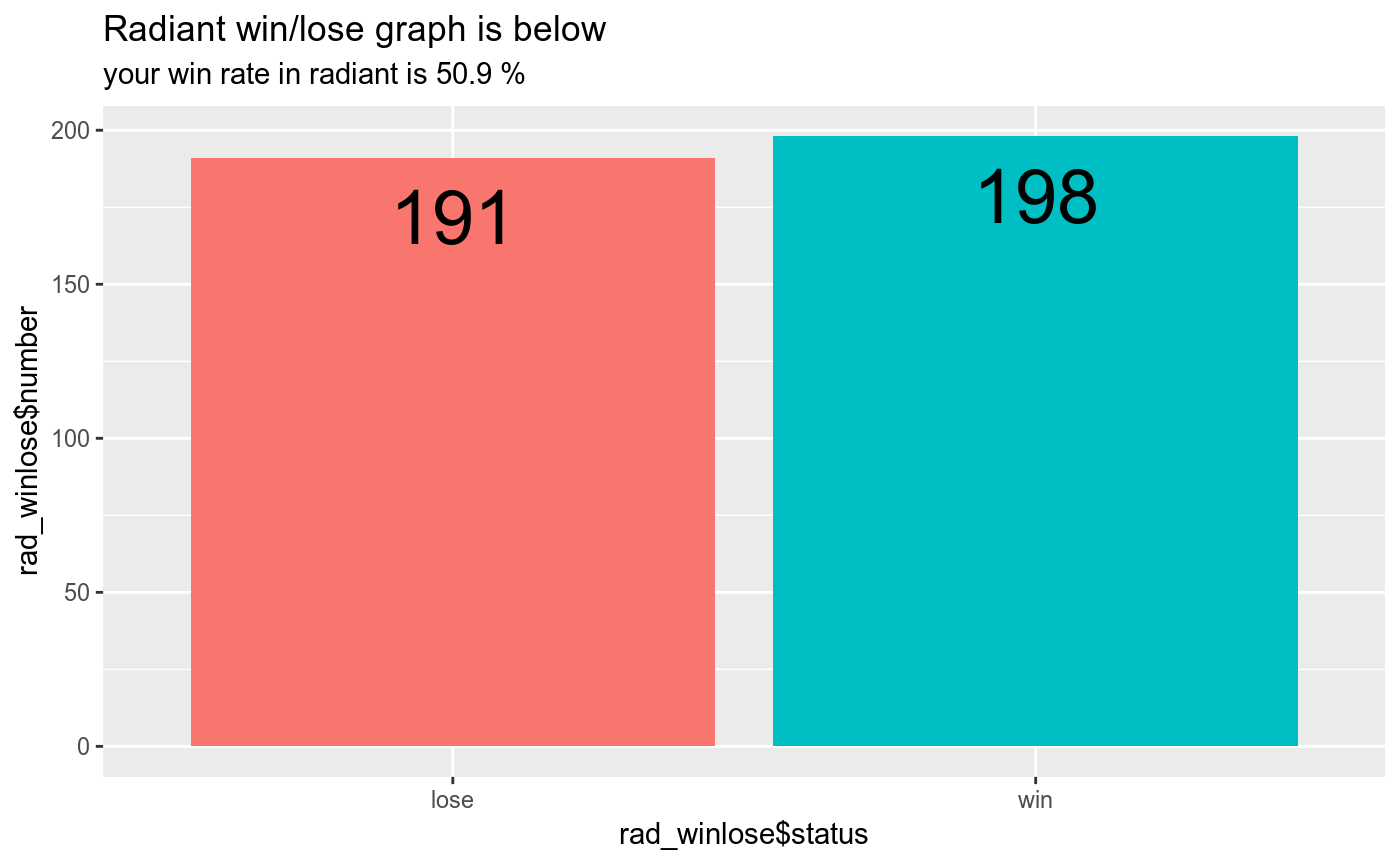 Radiant win/lose graph is below
your win rate in radiant is 50.9 %
rad_winlose$number
200
150
100
50
0
191
198
lose
win
rad_winlose$status